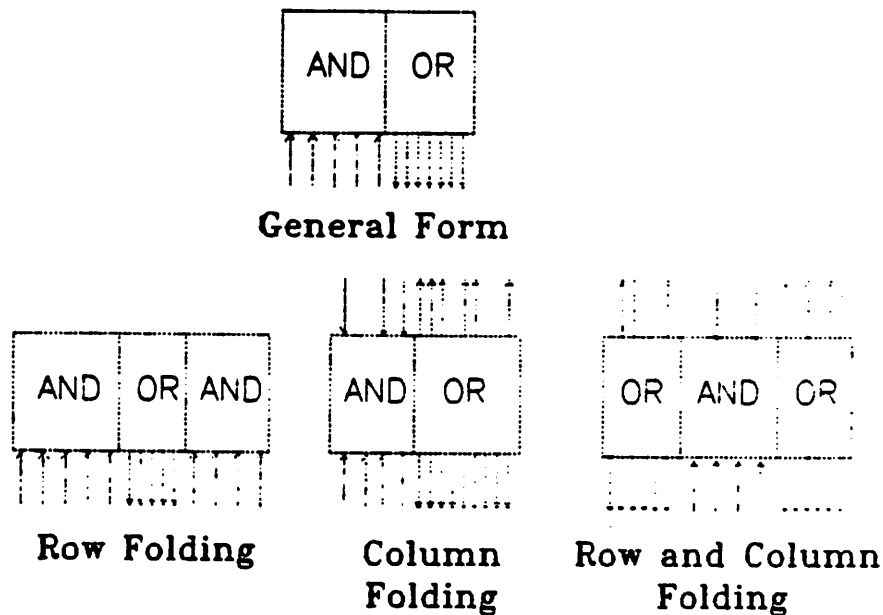 AND OR
General Form
AND OR AND
AND OR
OR AND OR
Row Folding
Column Folding
Row and Column Folding